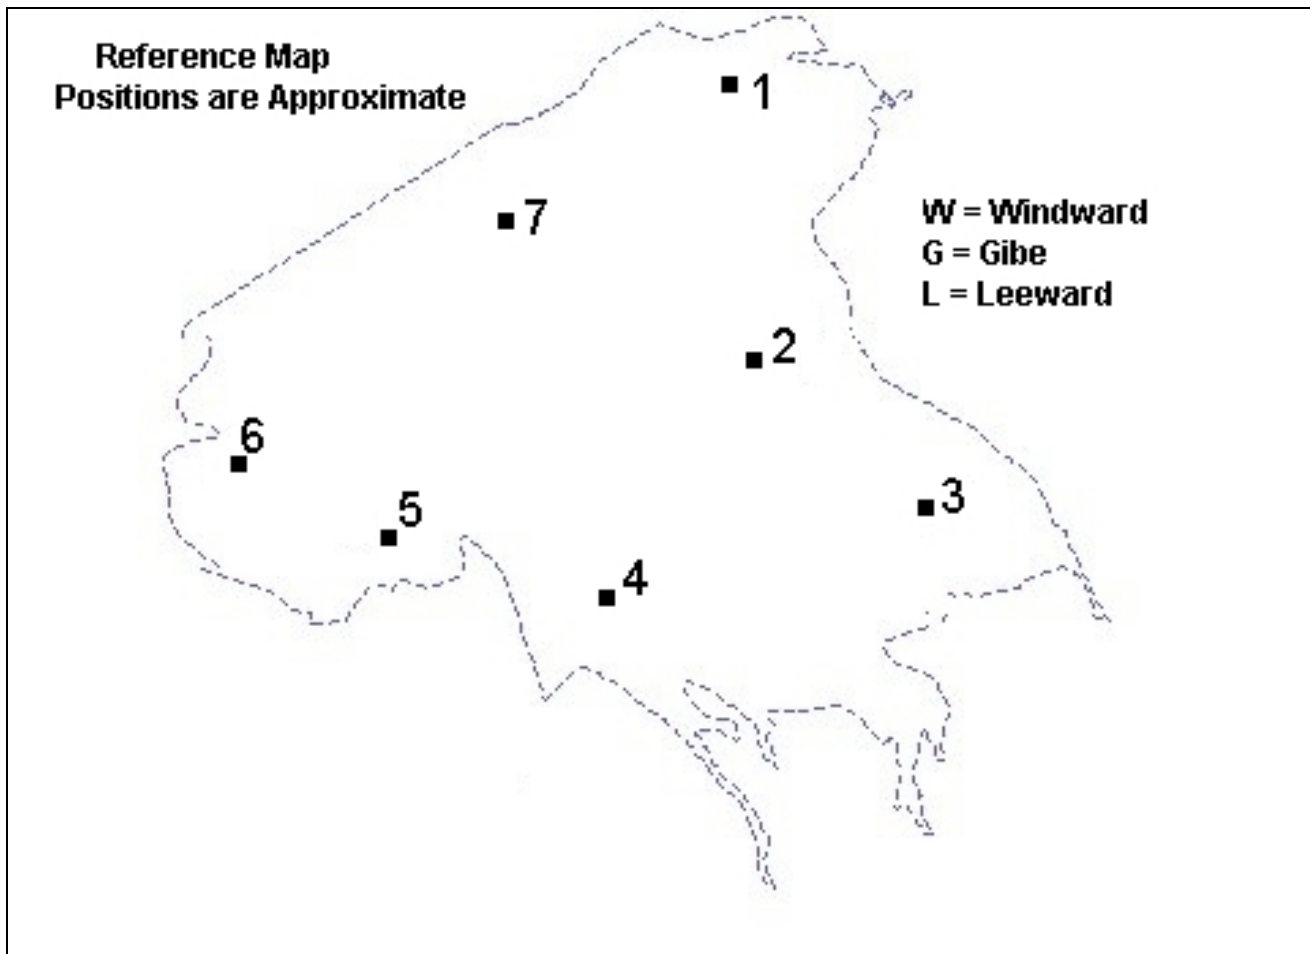 Reference Map
Positions are Approximate
1
W = Windward
7
G = Gibe
L = Leeward
2
6
3
5
4